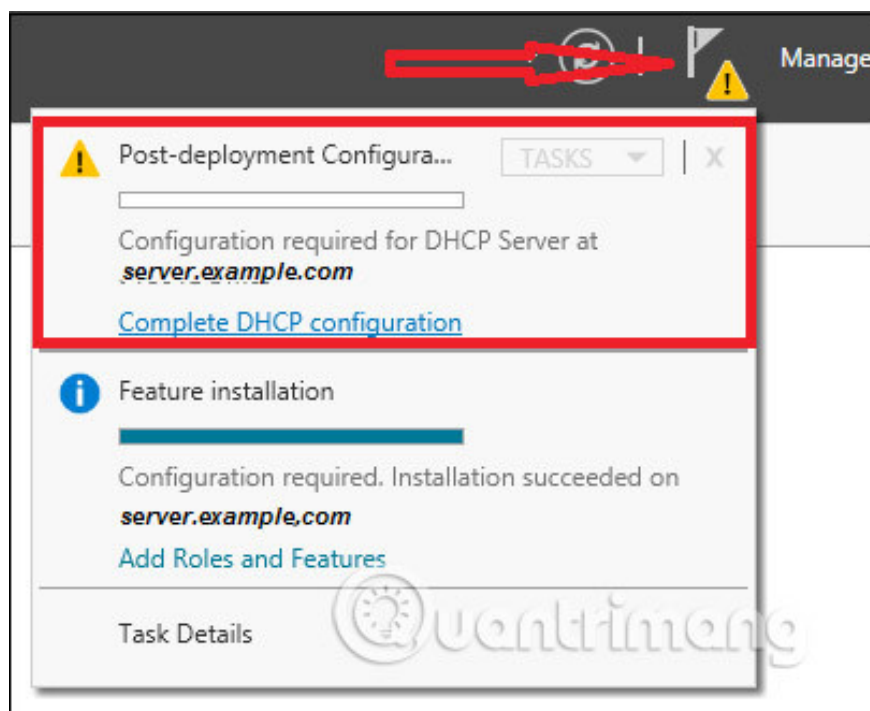 Manage
Post-deployment Configura...
TASKS
X
Configuration required for DHCP Server at
server.example.com
Complete DHCP configuration
Feature installation
Configuration required. Installation succeeded on
server.example,com
Add Roles and Features
Task Details
Quantrimang